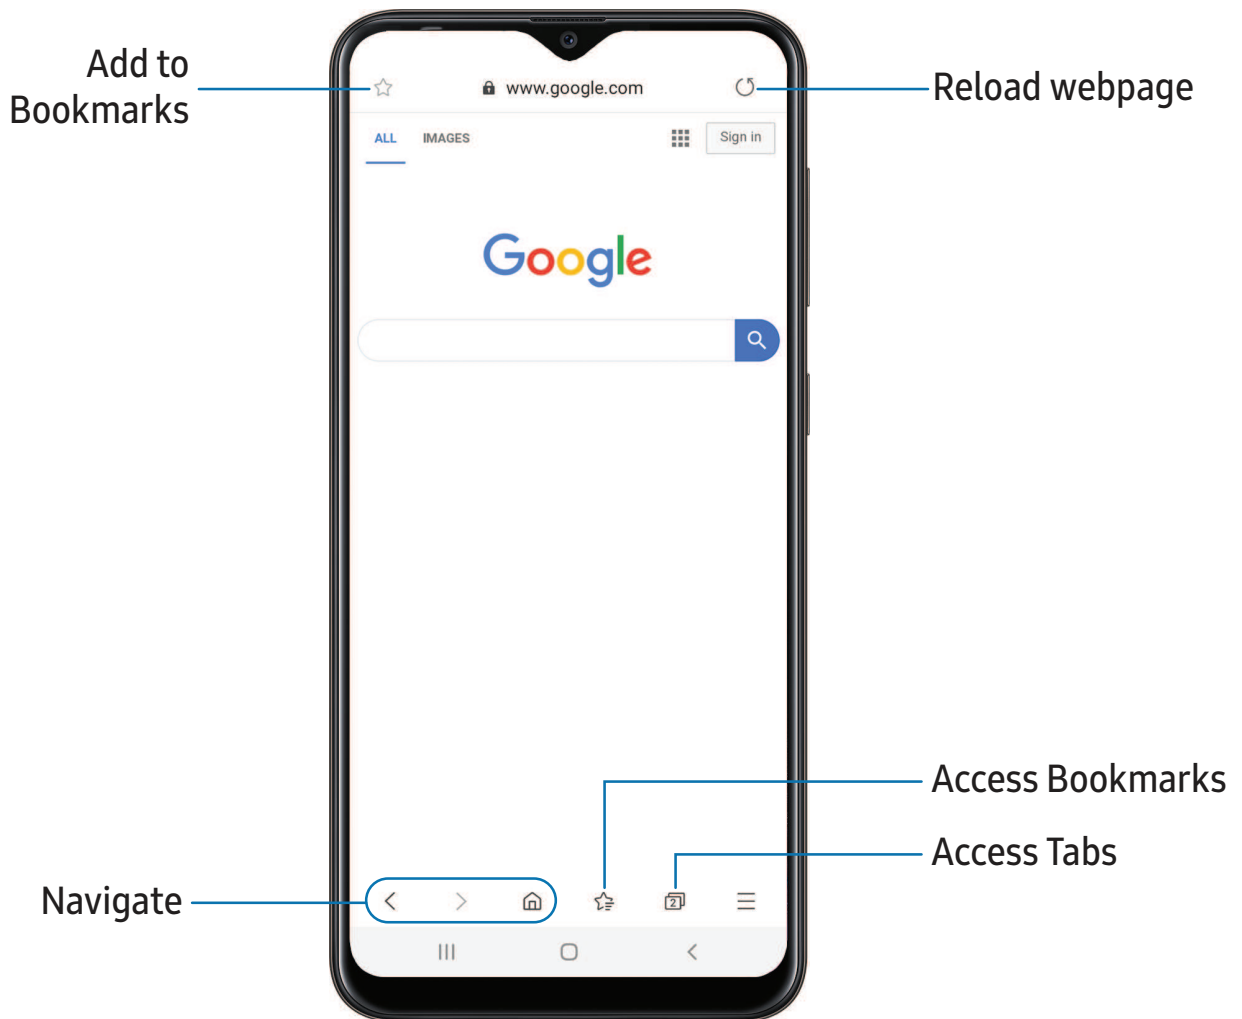 Add to
Bookmarks
www.google.com
Reload webpage
ALL IMAGES Sign in
Google
Access Bookmarks
Access Tabs
Navigate
2